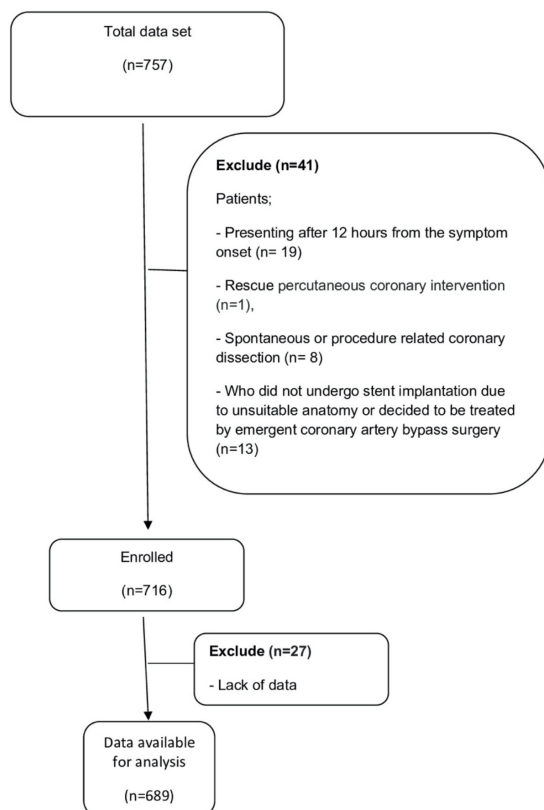 Total data set
(n=757)
Exclude (n=41)
Patients;
- Presenting after 12 hours from the symptom
onset (n= 19)
- Rescue percutaneous coronary intervention
(n=1),
- Spontaneous or procedure related coronary
dissection (n= 8)
- Who did not undergo stent implantation due
to unsuitable anatomy or decided to be treated
by emergent coronary artery bypass surgery
(n=13)
Enrolled
(n=716)
Exclude (n=27)
- Lack of data
Data available
for analysis
(n=689)